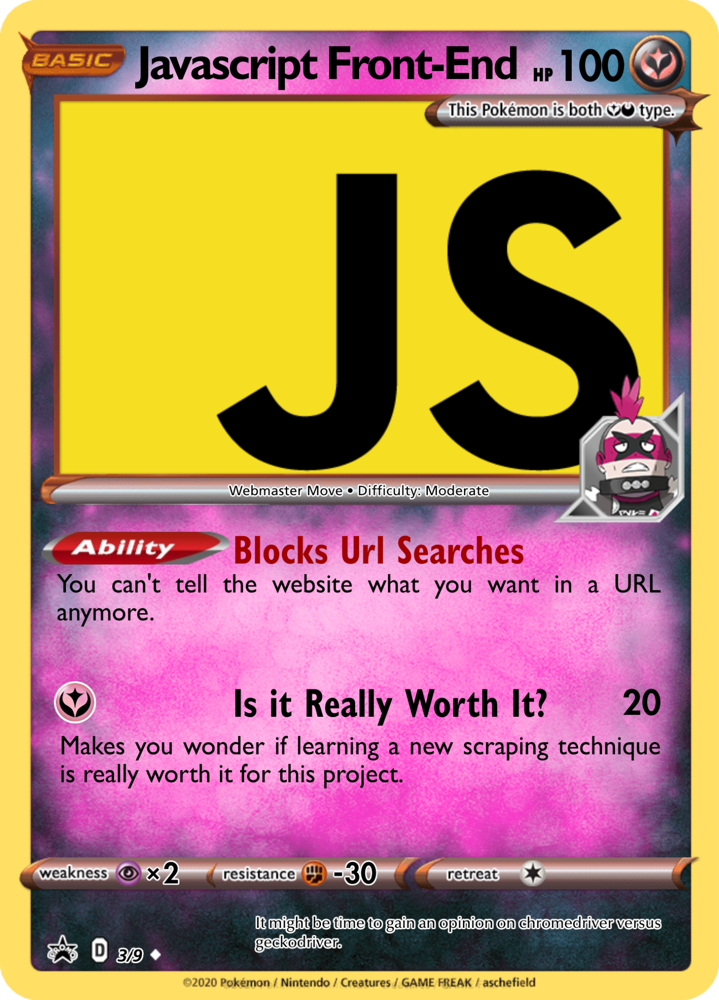 BASIC Javascript Front-End HP 100
This Pokémon is both type.
JS
Webmaster Move • Difficulty: Moderate
Ability Blocks Url Searches
You can't tell the website what you want in a URL
anymore.
Is it Really Worth It? 20
Makes you wonder if learning a new scraping technique
is really worth it for this project.
weakness ×2 resistance -30 retreat
It might be time to gain an opinion on chromedriver versus
geckodriver.
PROMO D 3/9
©2020 Pokémon / Nintendo / Creatures / GAME FREAK / aschefield